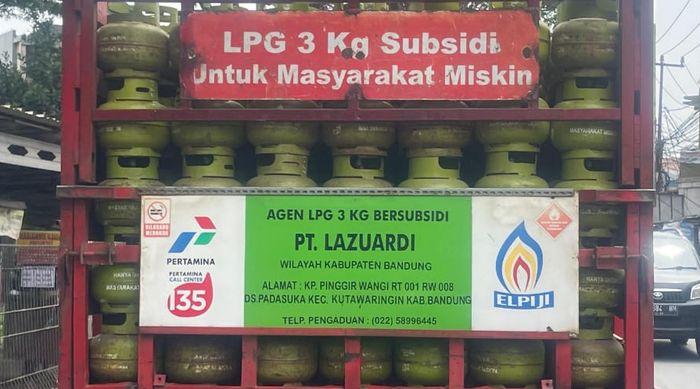 LPG 3 Kg Subsidi
Untuk Masyarakat Miskin
DILARANG
MEROKOK
PERTAMINA
PERTAMINA
CALL CENTER
135
AGEN LPG 3 KG BERSUBSIDI
PT. LAZUARDI
WILAYAH KABUPATEN BANDUNG
ALAMAT : KP. PINGGIR WANGI RT 001 RW 008
DS.PADASUKA KEC. KUTAWARINGIN KAB.BANDUNG
TELP. PENGADUAN : (022) 58996445
ELPIJI